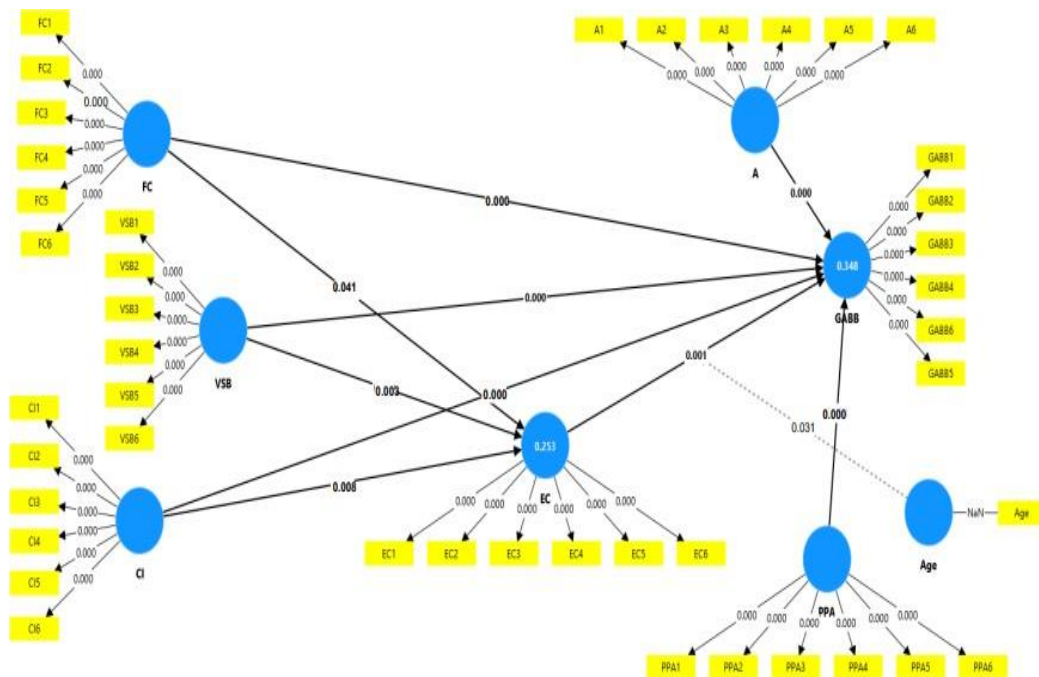 FC1
FC2
FC3
FC4
FC5
FC6
0.000
0.000
0.000
0.000
0.000
0.000
FC
A1
A2
A3
A4
A5
A6
0.000
0.000
0.000
0.000
0.000
0.000
A
VSB1
VSB2
VSB3
VSB4
VSB5
VSB6
0.000
0.000
0.000
0.000
0.000
0.000
VSB
GABB1
GABB2
GABB3
GABB4
GABB6
GABB5
0.000
0.000
0.000
0.000
0.000
0.000
0.348
GABB
0.000
0.000
0.041
0.000
0.003
0.000
0.008
0.001
0.000
0.031
CI1
CI2
CI3
CI4
CI5
CI6
0.000
0.000
0.000
0.000
0.000
0.000
CI
0.253
EC
0.000
0.000
0.000
0.000
0.000
0.000
EC1
EC2
EC3
EC4
EC5
EC6
NaN
Age
Age
PPA
0.000
0.000
0.000
0.000
0.000
0.000
PPA1
PPA2
PPA3
PPA4
PPA5
PPA6